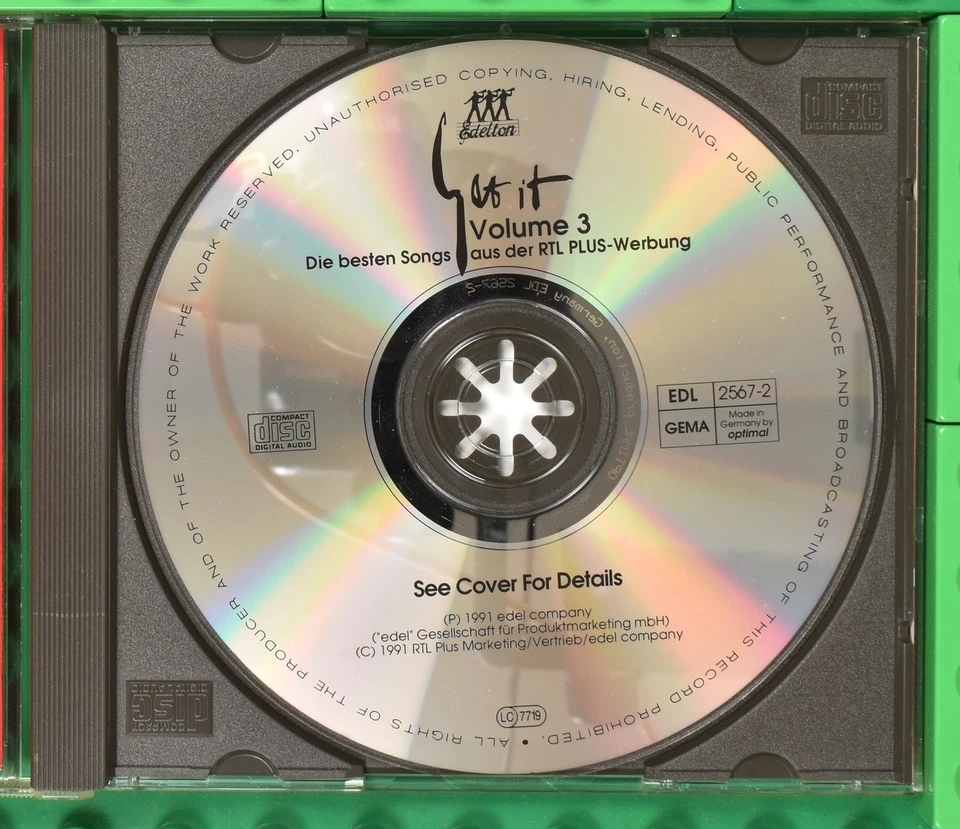 ALL RIGHTS OF THE PRODUCER AND OF THE OWNER OF THE WORK RESERVED. UNAUTHORISED COPYING, HIRING, LENDING, PUBLIC PERFORMANCE AND BROADCASTING OF THIS RECORD PROHIBITED. •
Edelton
Get it
Volume 3
Die besten Songs aus der RTL PLUS-Werbung
EDL 2567-2
GEMA Made in Germany by optimal
COMPACT
disc
DIGITAL AUDIO
See Cover For Details
(P) 1991 edel company
("edel" Gesellschaft für Produktmarketing mbH)
(C) 1991 RTL Plus Marketing/Vertrieb/edel company
LC 7719
COMPACT
disc
DIGITAL AUDIO
COMPACT
disc
DIGITAL AUDIO